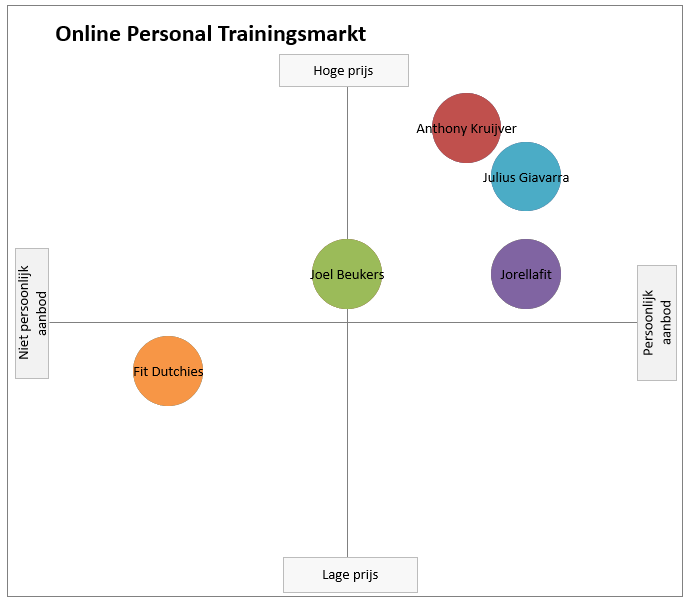 Online Personal Trainingsmarkt
Hoge prijs
Anthony Kruijver
Julius Giavarra
Joel Beukers
Jorellafit
Niet persoonlijk
aanbod
Persoonlijk
aanbod
Fit Dutchies
Lage prijs